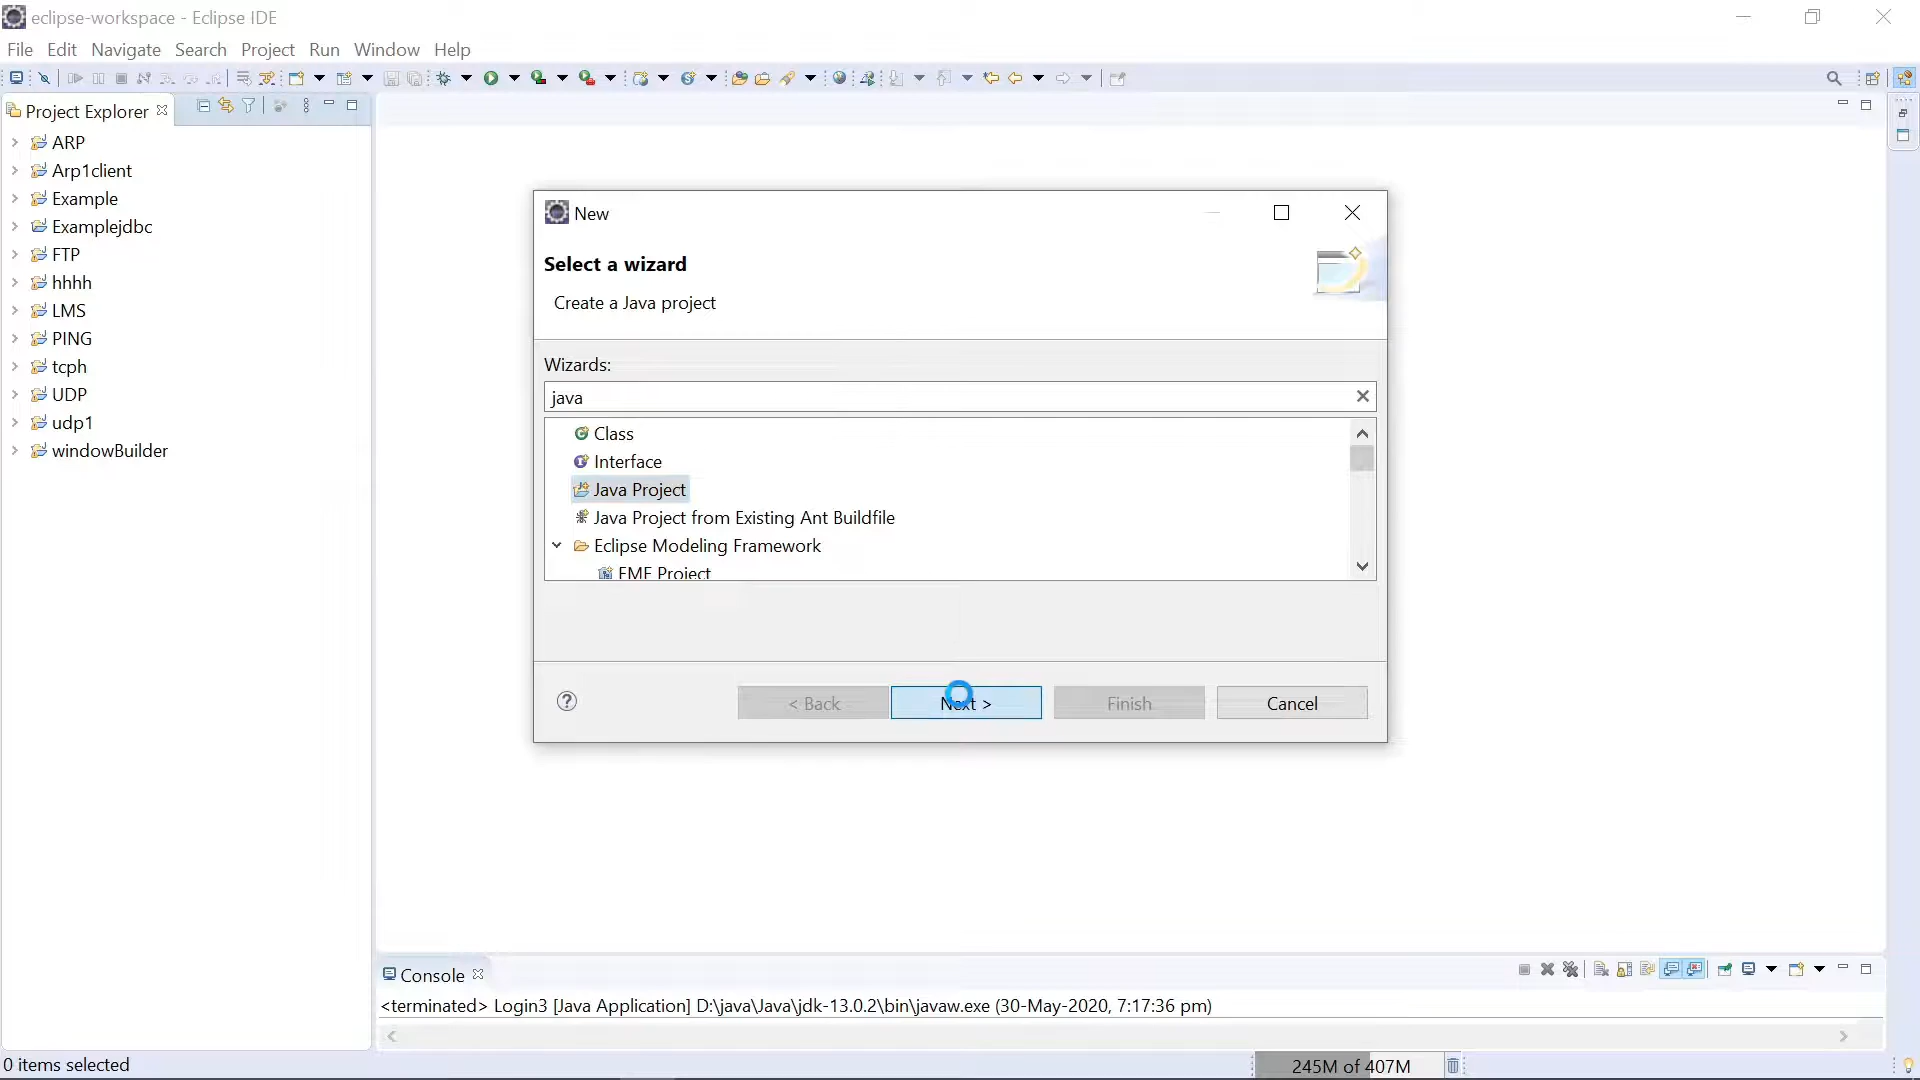 eclipse-workspace - Eclipse IDE
File Edit Navigate Search Project Run Window Help
Project Explorer
ARP
Arp1client
Example
Examplejdbc
FTP
hhhh
LMS
PING
tcph
UDP
udp1
windowBuilder
New
Select a wizard
Create a Java project
Wizards:
java
Class
Interface
Java Project
Java Project from Existing Ant Buildfile
Eclipse Modeling Framework
EMF Project
< Back Next > Finish Cancel
Console
<terminated> Login3 [Java Application] D:\java\Java\jdk-13.0.2\bin\javaw.exe (30-May-2020, 7:17:36 pm)
0 items selected
245M of 407M